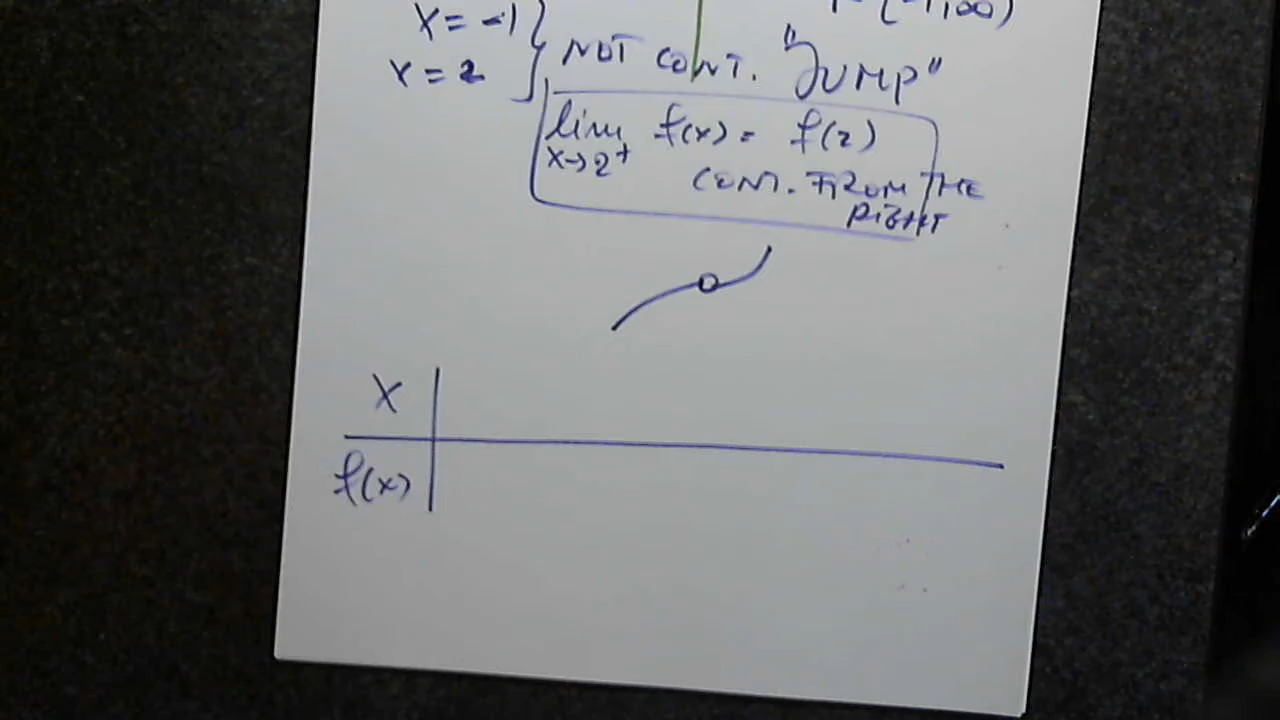 x = -1
x = 2
NOT CONT. "JUMP"
lim f(x) = f(2)
x→2⁺
CONT. FROM THE
RIGHT
X
f(x)